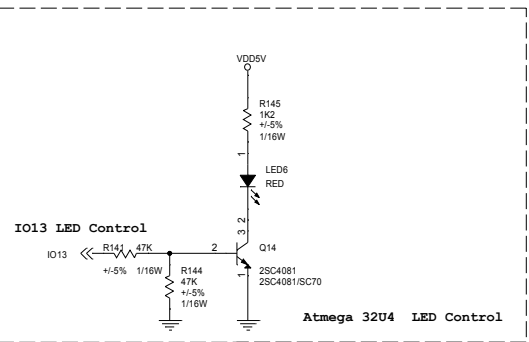 VDD5V
R145
1K2
+/-5%
1/16W
1
LED6
RED
2
3
IO13 LED Control
IO13
R141 47K
+/-5% 1/16W
R144
47K
+/-5%
1/16W
2
Q14
1
2SC4081
2SC4081/SC70
Atmega 32U4 LED Control